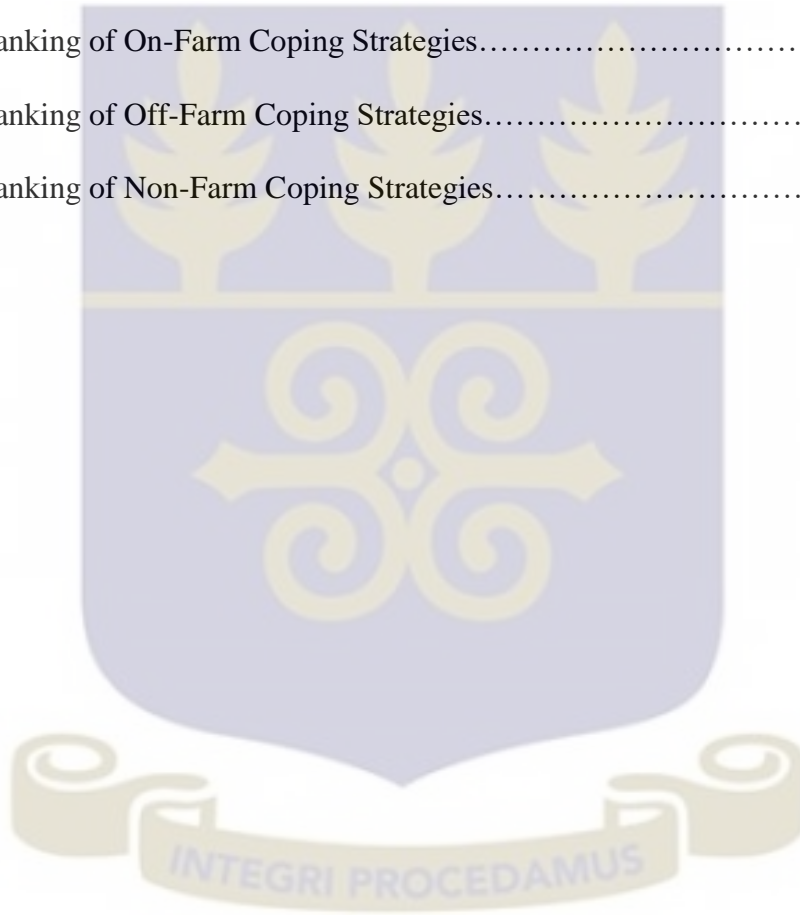 anking of On-Farm Coping Strategies…………………………
anking of Off-Farm Coping Strategies…………………………
anking of Non-Farm Coping Strategies………………………
INTEGRI PROCEDAMUS